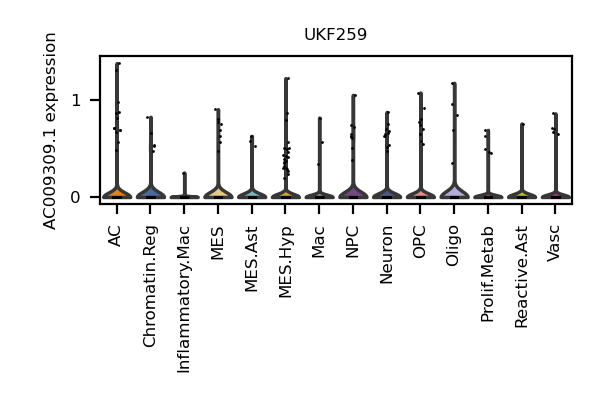 UKF259
AC009309.1 expression
1
0
AC
Chromatin.Reg
Inflammatory.Mac
MES
MES.Ast
MES.Hyp
Mac
NPC
Neuron
OPC
Oligo
Prolif.Metab
Reactive.Ast
Vasc